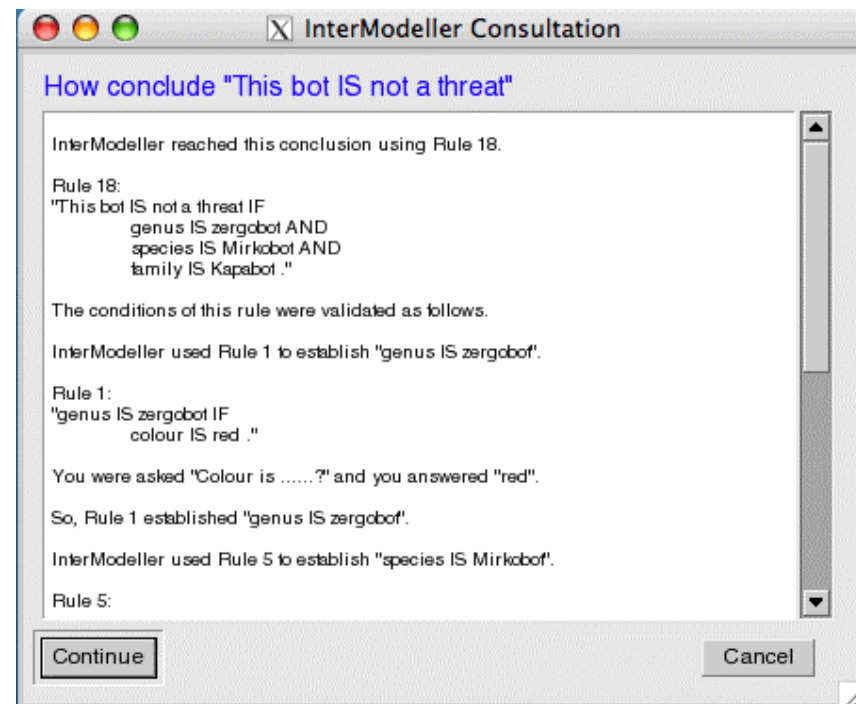 InterModeller Consultation
How conclude "This bot IS not a threat"
InterModeller reached this conclusion using Rule 18.
Rule 18:
"This bot IS not a threat IF
genus IS zergobot AND
species IS Mirkobot AND
family IS Kapabot ."
The conditions of this rule were validated as follows.
InterModeller used Rule 1 to establish "genus IS zergobot".
Rule 1:
"genus IS zergobot IF
colour IS red ."
You were asked "Colour is ......?" and you answered "red".
So, Rule 1 established "genus IS zergobot".
InterModeller used Rule 5 to establish "species IS Mirkobot".
Rule 5:
Continue
Cancel